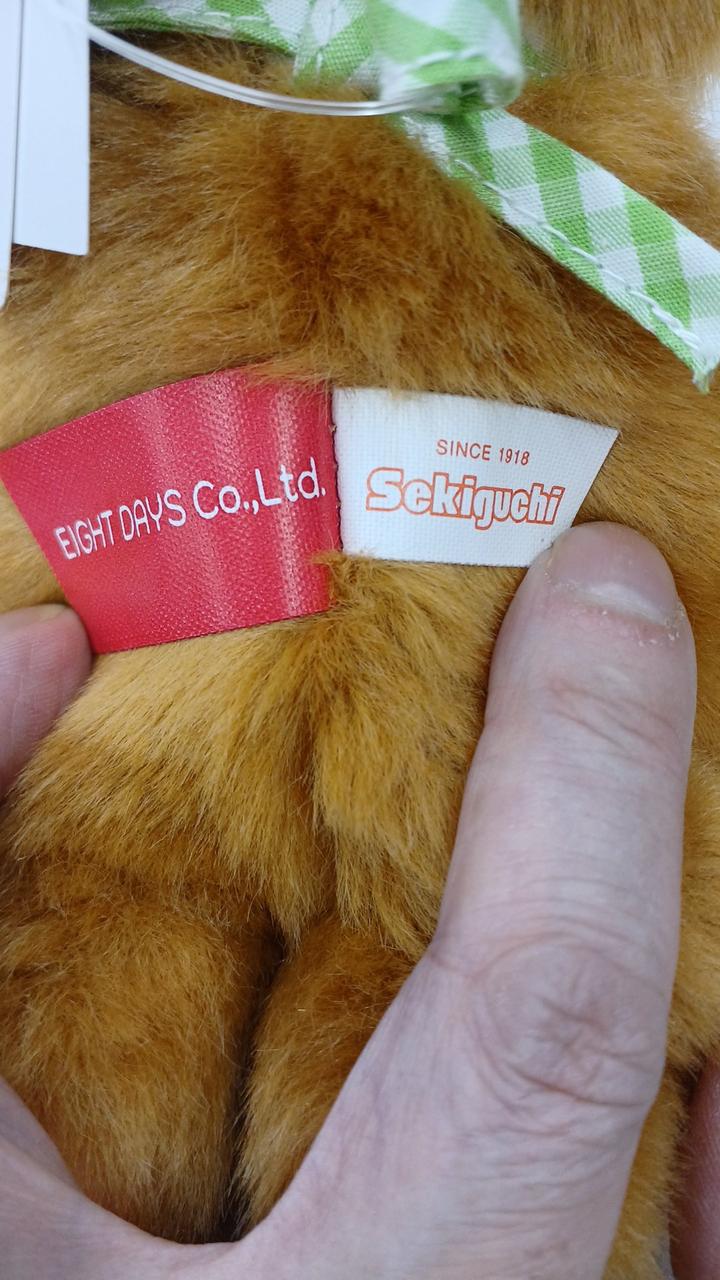 EIGHT DAYS Co.,Ltd.
SINCE 1918
Sekiguchi